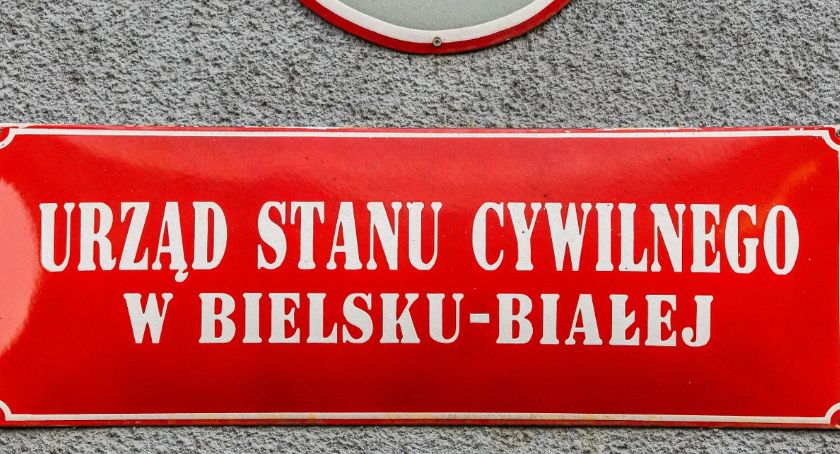 URZĄD STANU CYWILNEGO
W BIELSKU-BIAŁEJ